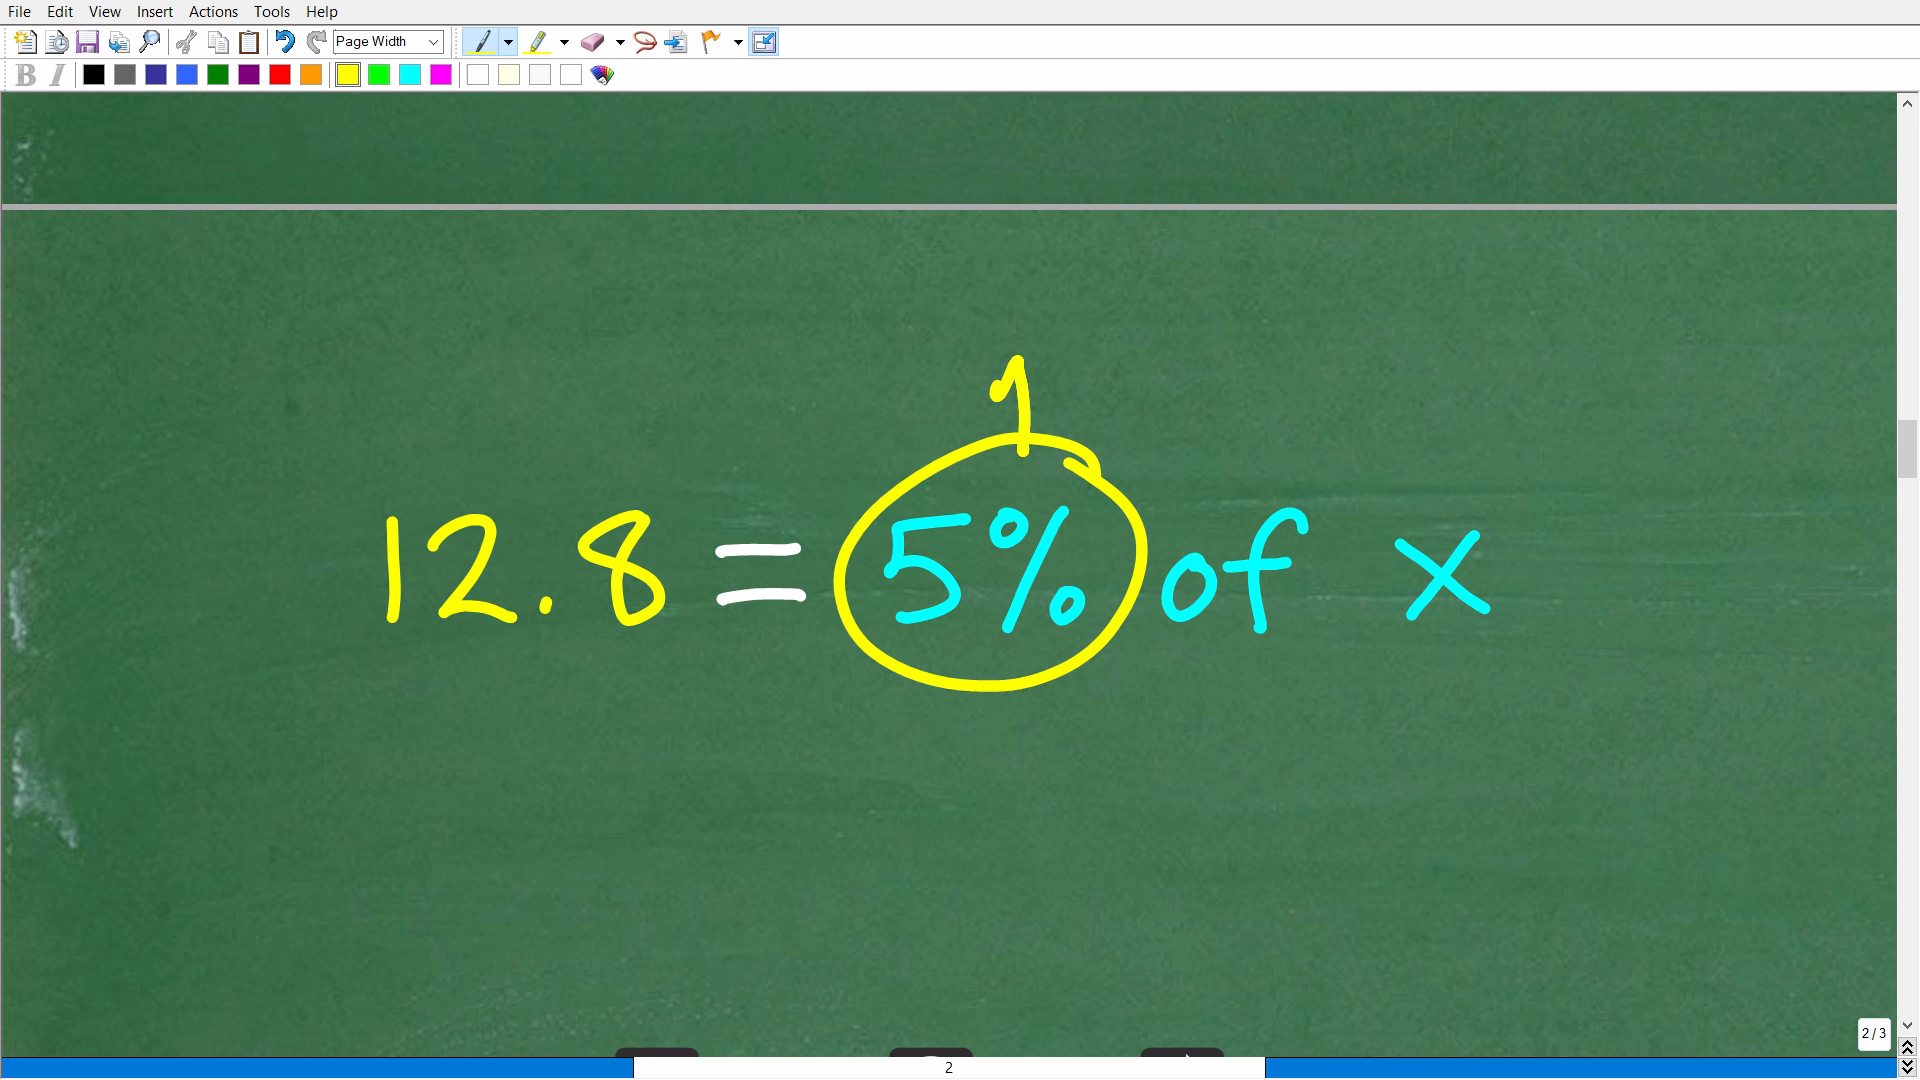 File Edit View Insert Actions Tools Help
Page Width
B I
1
12.8 = 5% of x
2 / 3
2